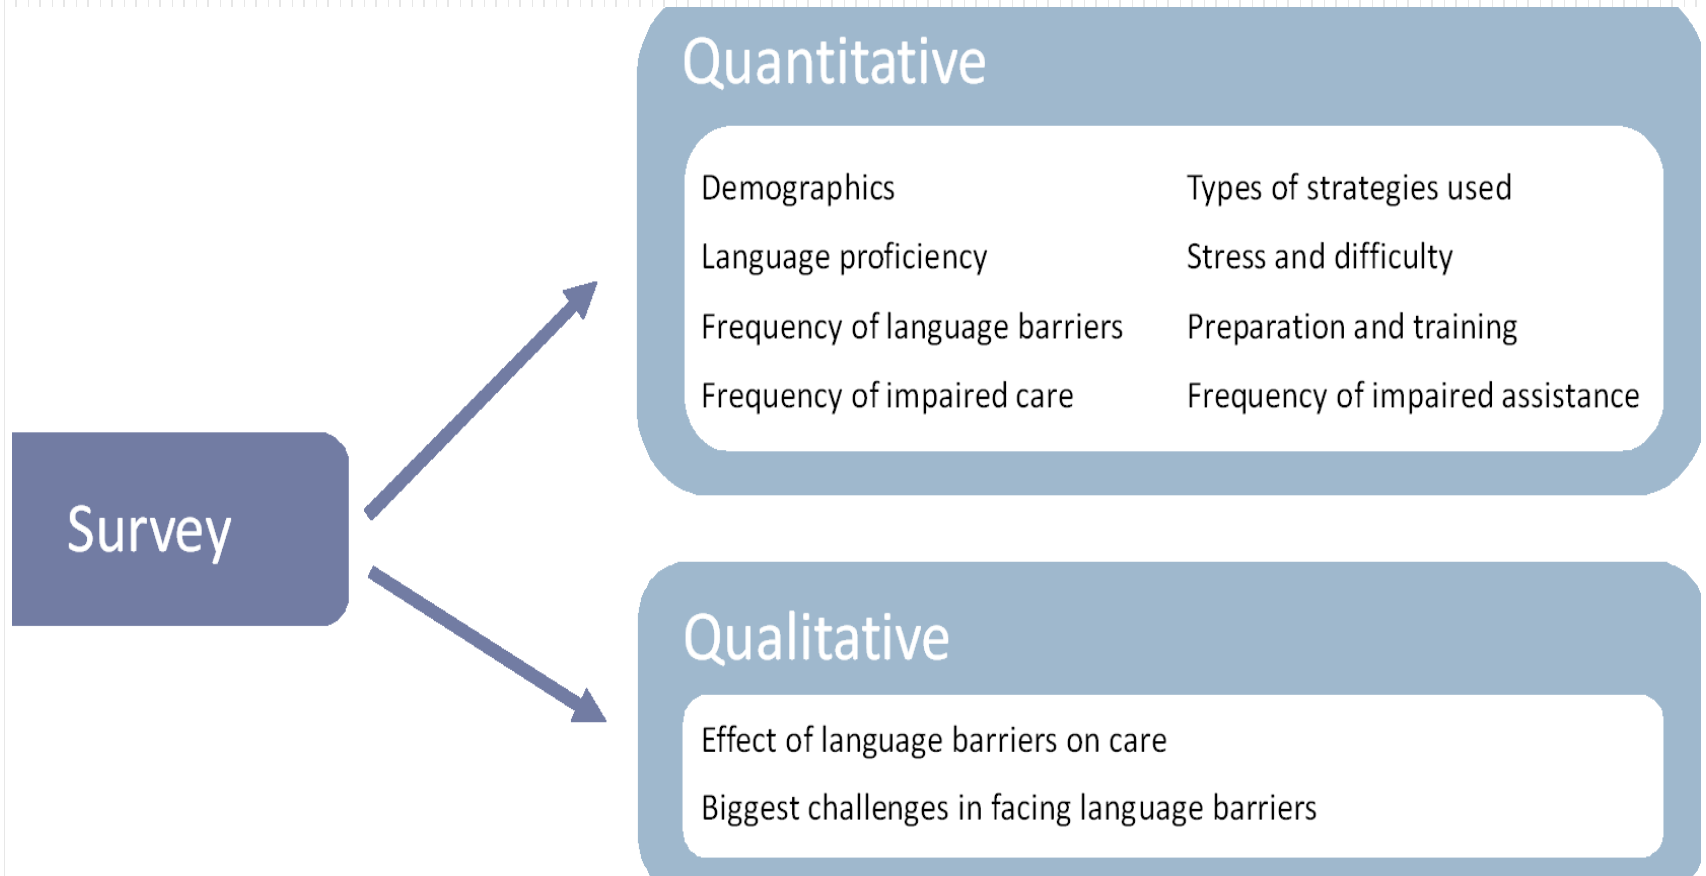 Quantitative
Demographics
Language proficiency
Frequency of language barriers
Frequency of impaired care
Types of strategies used
Stress and difficulty
Preparation and training
Frequency of impaired assistance
Survey
Qualitative
Effect of language barriers on care
Biggest challenges in facing language barriers